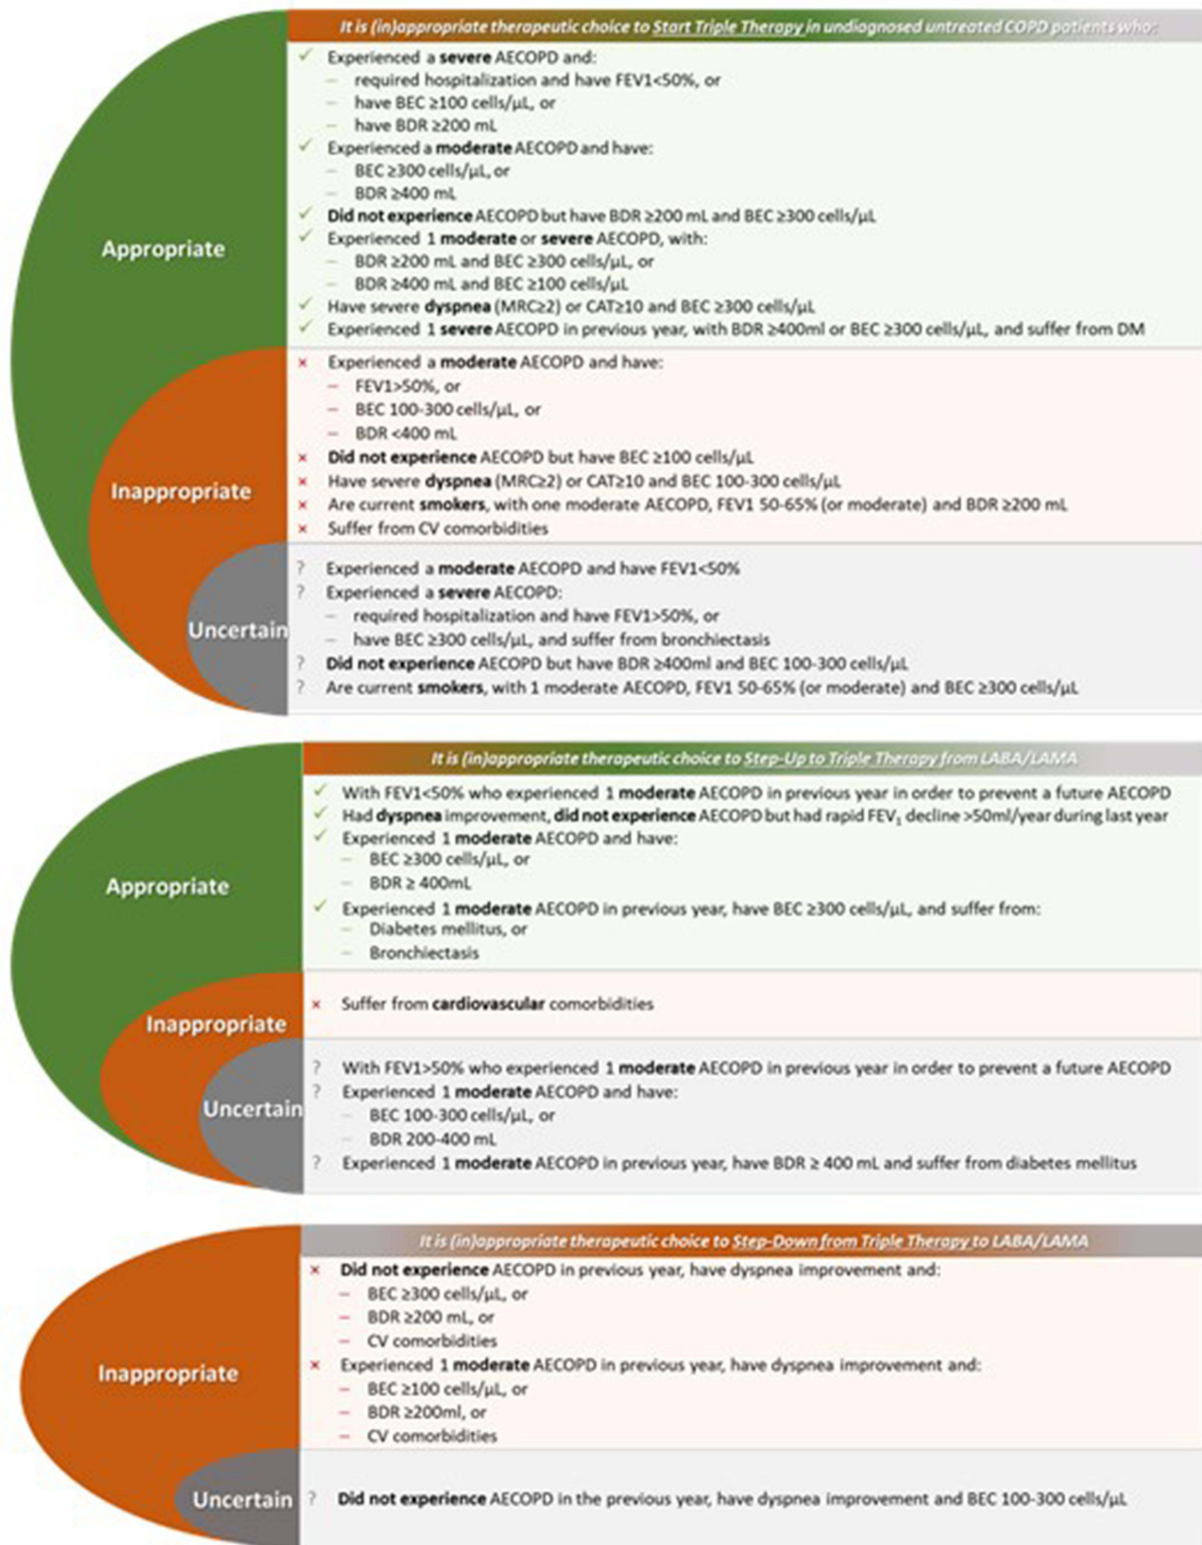 It is (in)appropriate therapeutic choice to Start Triple Therapy in undiagnosed untreated COPD patients who:
Appropriate
✓ Experienced a severe AECOPD and:
– required hospitalization and have FEV1<50%, or
– have BEC ≥100 cells/µL, or
– have BDR ≥200 mL
✓ Experienced a moderate AECOPD and have:
– BEC ≥300 cells/µL, or
– BDR ≥400 mL
✓ Did not experience AECOPD but have BDR ≥200 mL and BEC ≥300 cells/µL
✓ Experienced 1 moderate or severe AECOPD, with:
– BDR ≥200 mL and BEC ≥300 cells/µL, or
– BDR ≥400 mL and BEC ≥100 cells/µL
✓ Have severe dyspnea (MRC≥2) or CAT≥10 and BEC ≥300 cells/µL
✓ Experienced 1 severe AECOPD in previous year, with BDR ≥400ml or BEC ≥300 cells/µL, and suffer from DM
Inappropriate
× Experienced a moderate AECOPD and have:
– FEV1>50%, or
– BEC 100-300 cells/µL, or
– BDR <400 mL
× Did not experience AECOPD but have BEC ≥100 cells/µL
× Have severe dyspnea (MRC≥2) or CAT≥10 and BEC 100-300 cells/µL
× Are current smokers, with one moderate AECOPD, FEV1 50-65% (or moderate) and BDR ≥200 mL
× Suffer from CV comorbidities
Uncertain
? Experienced a moderate AECOPD and have FEV1<50%
? Experienced a severe AECOPD:
– required hospitalization and have FEV1>50%, or
– have BEC ≥300 cells/µL, and suffer from bronchiectasis
? Did not experience AECOPD but have BDR ≥400ml and BEC 100-300 cells/µL
? Are current smokers, with 1 moderate AECOPD, FEV1 50-65% (or moderate) and BEC ≥300 cells/µL
It is (in)appropriate therapeutic choice to Step-Up to Triple Therapy from LABA/LAMA
Appropriate
✓ With FEV1<50% who experienced 1 moderate AECOPD in previous year in order to prevent a future AECOPD
✓ Had dyspnea improvement, did not experience AECOPD but had rapid FEV₁ decline >50ml/year during last year
✓ Experienced 1 moderate AECOPD and have:
– BEC ≥300 cells/µL, or
– BDR ≥ 400mL
✓ Experienced 1 moderate AECOPD in previous year, have BEC ≥300 cells/µL, and suffer from:
– Diabetes mellitus, or
– Bronchiectasis
Inappropriate
× Suffer from cardiovascular comorbidities
Uncertain
? With FEV1>50% who experienced 1 moderate AECOPD in previous year in order to prevent a future AECOPD
? Experienced 1 moderate AECOPD and have:
– BEC 100-300 cells/µL, or
– BDR 200-400 mL
? Experienced 1 moderate AECOPD in previous year, have BDR ≥ 400 mL and suffer from diabetes mellitus
It is (in)appropriate therapeutic choice to Step-Down from Triple Therapy to LABA/LAMA
Inappropriate
× Did not experience AECOPD in previous year, have dyspnea improvement and:
– BEC ≥300 cells/µL, or
– BDR ≥200 mL, or
– CV comorbidities
× Experienced 1 moderate AECOPD in previous year, have dyspnea improvement and:
– BEC ≥100 cells/µL, or
– BDR ≥200ml, or
– CV comorbidities
Uncertain
? Did not experience AECOPD in the previous year, have dyspnea improvement and BEC 100-300 cells/µL